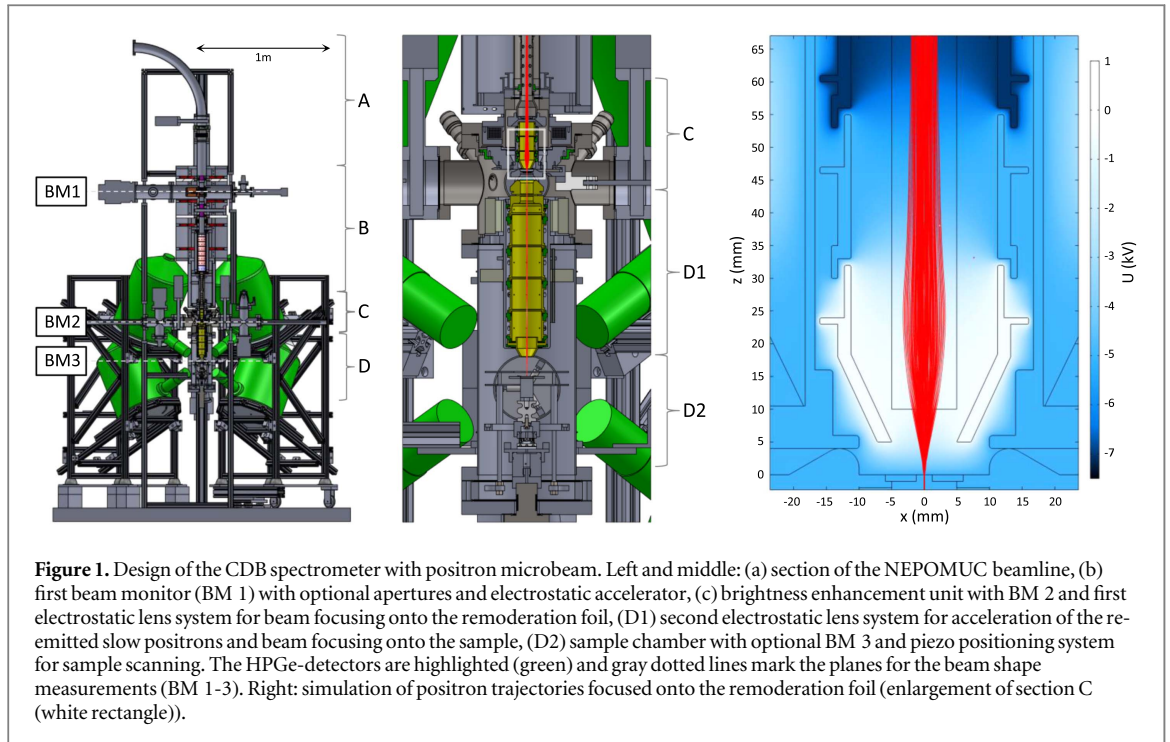 1m
A
BM1
B
C
BM2
D
BM3
C
D1
D2
65
60
55
50
45
40
35
30
25
20
15
10
5
0
z (mm)
-20 -15 -10 -5 0 5 10 15 20
x (mm)
1
0
-1
-2
-3
-4
-5
-6
-7
U (kV)
Figure 1. Design of the CDB spectrometer with positron microbeam. Left and middle: (a) section of the NEPOMUC beamline, (b)
first beam monitor (BM 1) with optional apertures and electrostatic accelerator, (c) brightness enhancement unit with BM 2 and first
electrostatic lens system for beam focusing onto the remoderation foil, (D1) second electrostatic lens system for acceleration of the re-
emitted slow positrons and beam focusing onto the sample, (D2) sample chamber with optional BM 3 and piezo positioning system
for sample scanning. The HPGe-detectors are highlighted (green) and gray dotted lines mark the planes for the beam shape
measurements (BM 1-3). Right: simulation of positron trajectories focused onto the remoderation foil (enlargement of section C
(white rectangle)).